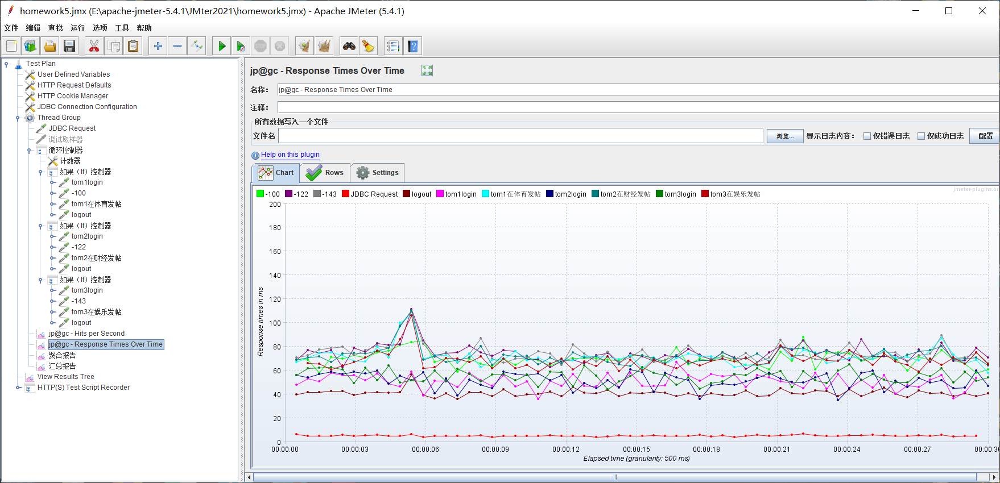 homework5.jmx (E:\apache-jmeter-5.4.1\JMter2021\homework5.jmx) - Apache JMeter (5.4.1)
文件 编辑 查找 运行 选项 工具 帮助
STOP
Test Plan
User Defined Variables
HTTP Request Defaults
HTTP Cookie Manager
JDBC Connection Configuration
Thread Group
JDBC Request
调试取样器
循环控制器
计数器
如果（If）控制器
tom1login
-100
tom1在体育发帖
logout
如果（If）控制器
tom2login
-122
tom2在财经发帖
logout
如果（If）控制器
tom3login
-143
tom3在娱乐发帖
logout
jp@gc - Hits per Second
jp@gc - Response Times Over Time
聚合报告
汇总报告
View Results Tree
HTTP(S) Test Script Recorder
jp@gc - Response Times Over Time
名称： jp@gc - Response Times Over Time
注释：
所有数据写入一个文件
文件名 浏览... 显示日志内容： 仅错误日志 仅成功日志 配置
Help on this plugin
Chart Rows Settings
jmeter-plugins.or
-100 -122 -143 JDBC Request logout tom1login tom1在体育发帖 tom2login tom2在财经发帖 tom3login tom3在娱乐发帖
Response times in ms
200
180
160
140
120
100
80
60
40
20
0
00:00:00 00:00:03 00:00:06 00:00:09 00:00:12 00:00:15 00:00:18 00:00:21 00:00:24 00:00:27 00:00:30
Elapsed time (granularity: 500 ms)